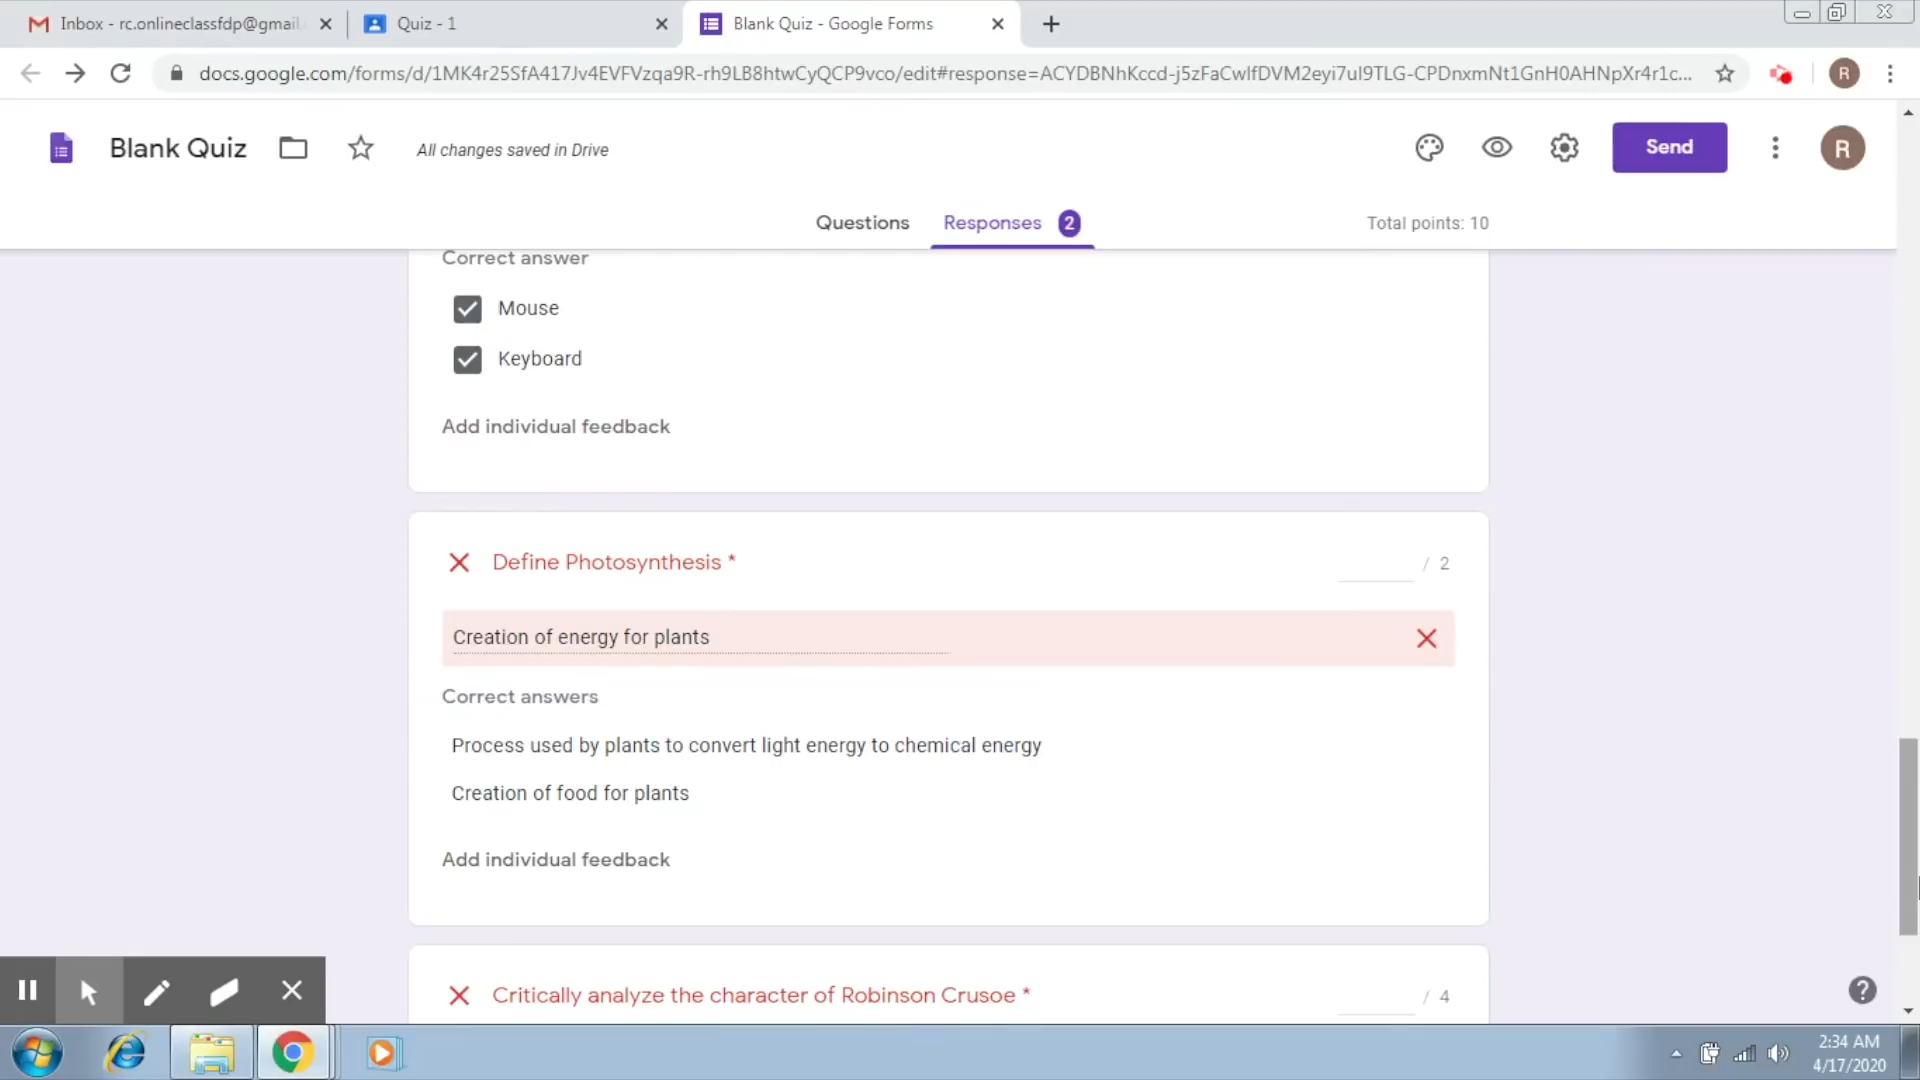 Inbox - rc.onlineclassfdp@gmail.
Quiz - 1
Blank Quiz - Google Forms
docs.google.com/forms/d/1MK4r25SfA417Jv4EVFVzqa9R-rh9LB8htwCyQCP9vco/edit#response=ACYDBNhKccd-j5zFaCwlfDVM2eyi7ul9TLG-CPDnxmNt1GnH0AHNpXr4r1c...
R
Blank Quiz
All changes saved in Drive
Send
R
Questions
Responses 2
Total points: 10
Correct answer
Mouse
Keyboard
Add individual feedback
Define Photosynthesis *
/ 2
Creation of energy for plants
Correct answers
Process used by plants to convert light energy to chemical energy
Creation of food for plants
Add individual feedback
Critically analyze the character of Robinson Crusoe *
/ 4
2:34 AM
4/17/2020